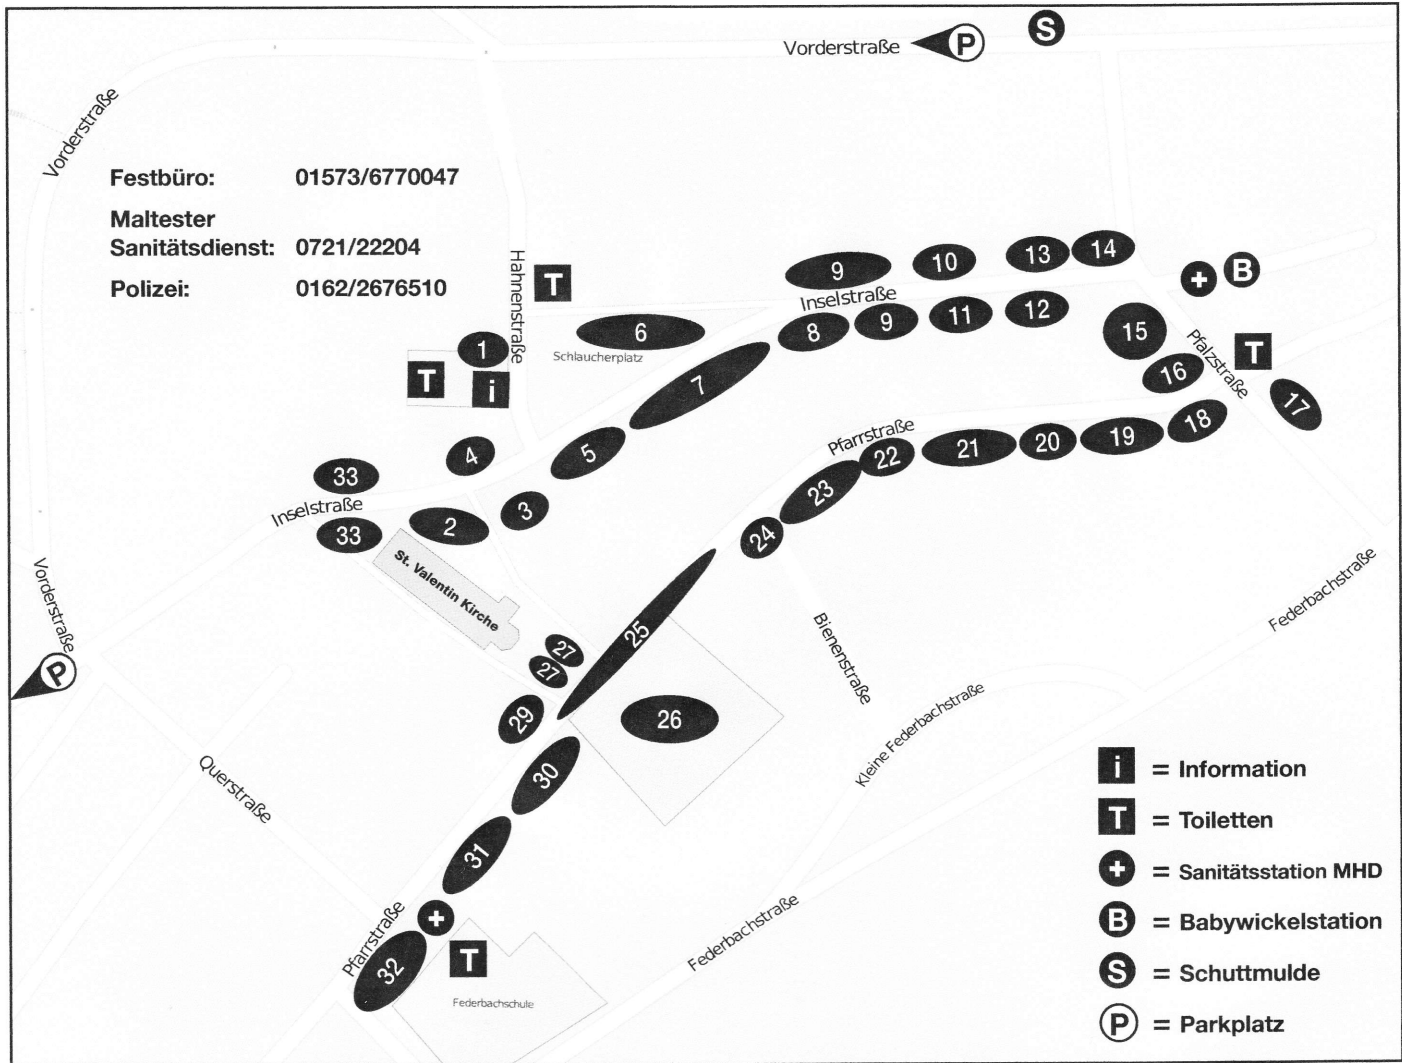 Vorderstraße
P
S
Vorderstraße
Festbüro: 01573/6770047
Maltester
Sanitätsdienst: 0721/22204
Polizei: 0162/2676510
Hahnenstraße
T
9
10
13
14
+
B
Inselstraße
6
8
9
11
12
15
1
Schlaucherplatz
T
i
7
Pfalzstraße
T
16
17
4
5
Pfarrstraße
22
21
20
19
18
33
Inselstraße
33
2
3
23
24
St. Valentin Kirche
Vorderstraße
P
27
27
25
29
26
Bienenstraße
Federbachstraße
Kleine Federbachstraße
Querstraße
30
31
Pfarrstraße
+
32
T
Federbachschule
Federbachstraße
i = Information
T = Toiletten
+ = Sanitätsstation MHD
B = Babywickelstation
S = Schuttmulde
P = Parkplatz